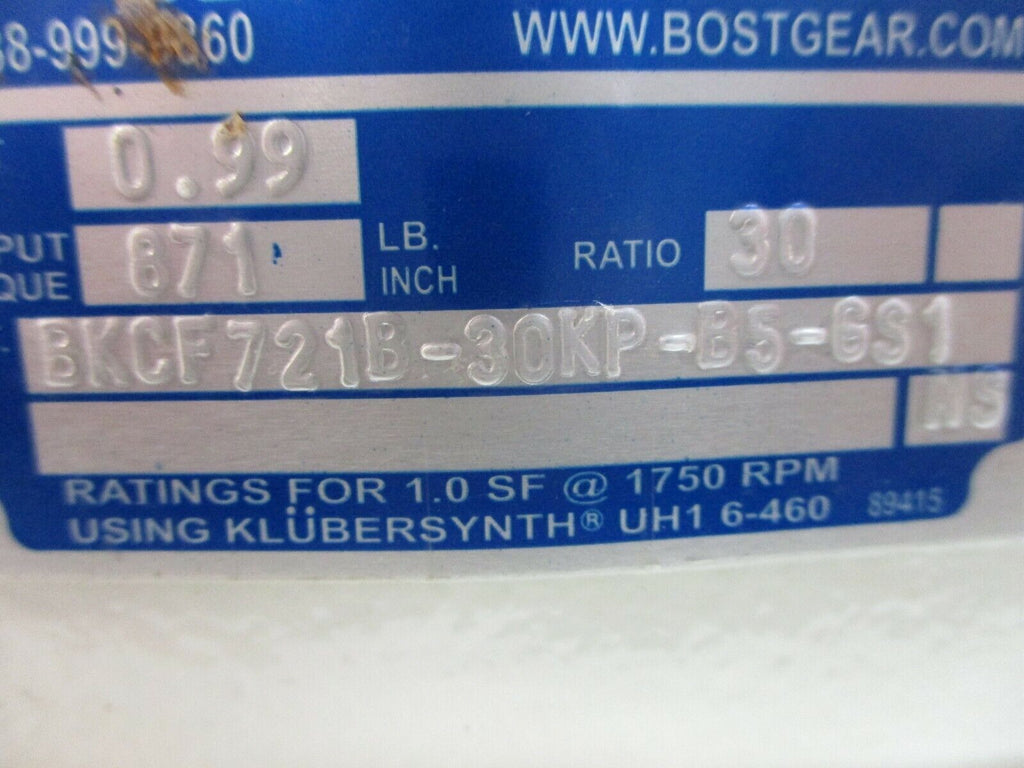 WWW.BOSTGEAR.COM
0.99
PUT 871 LB.
QUE INCH
RATIO 30
BKCF721B-30KP-B5-GS1
RATINGS FOR 1.0 SF @ 1750 RPM
USING KLÜBERSYNTH® UH1 6-460 89415